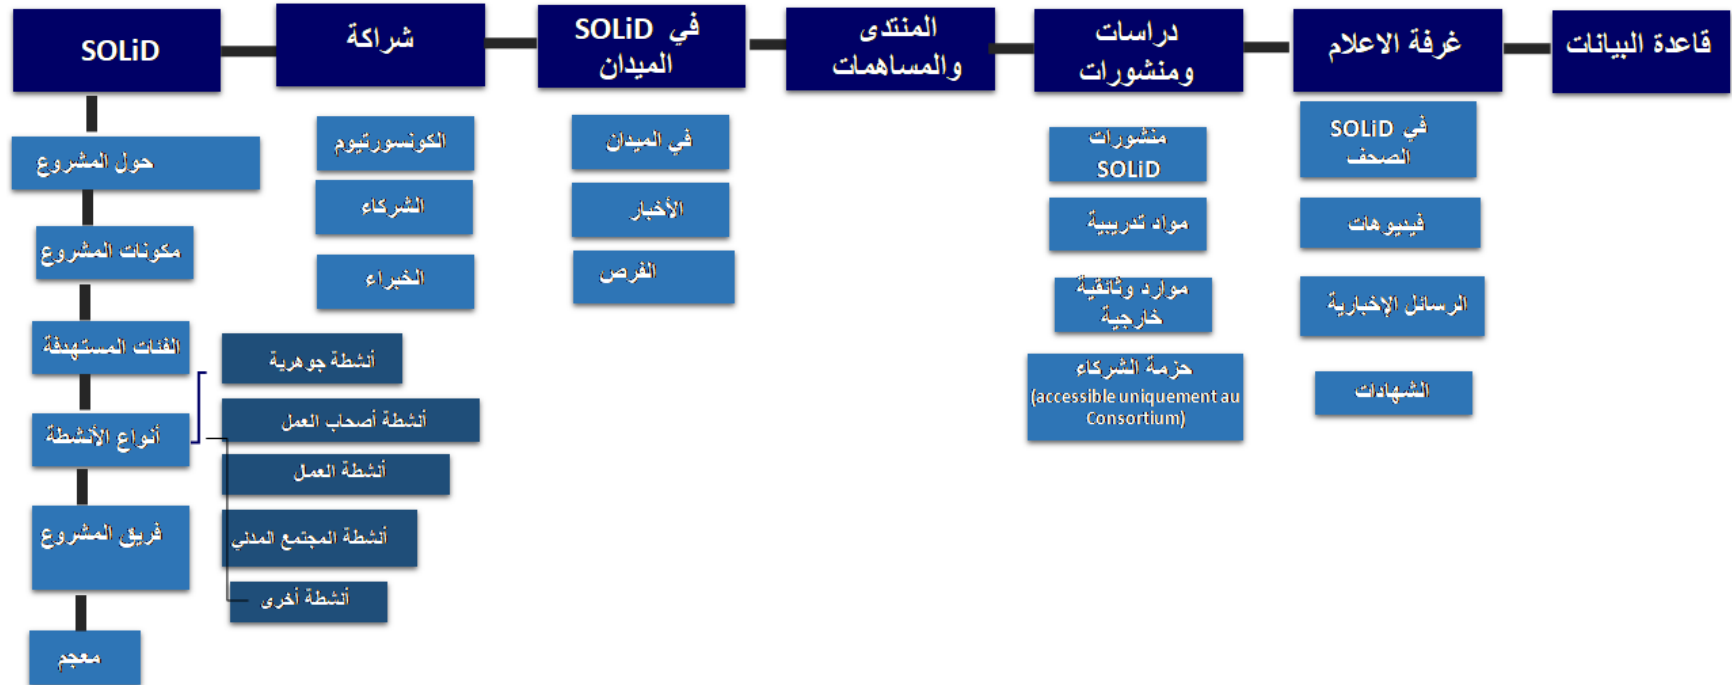 SOLiD
شراكة
SOLiD في
الميدان
المنتدى
والمساهمات
دراسات
ومنشورات
غرفة الاعلام
قاعدة البيانات
حول المشروع
مكونات المشروع
الفئات المستهدفة
أنواع الأنشطة
فريق المشروع
معجم
أنشطة جوهرية
أنشطة أصحاب العمل
أنشطة العمال
أنشطة المجتمع المدني
أنشطة أخرى
الكونسورتيوم
الشركاء
الخبراء
في الميدان
الأخبار
الفرص
منشورات
SOLiD
مواد تدريبية
موارد وثائقية
خارجية
حزمة الشركاء
(accessible uniquement au
Consortium)
SOLiD في
الصحف
فيديوهات
الرسائل الإخبارية
الشهادات